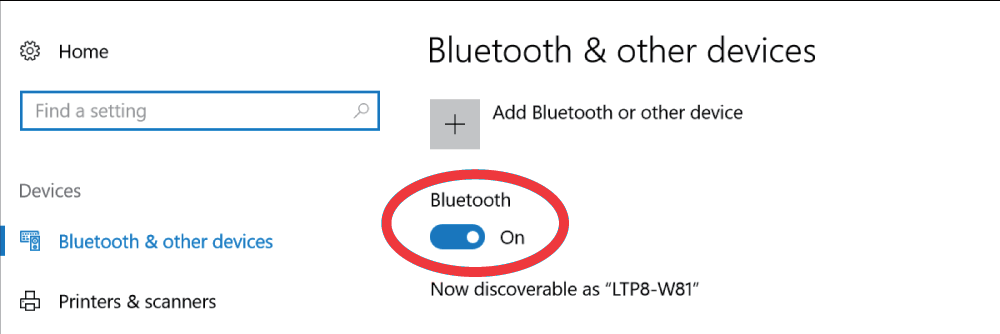 Home
Find a setting
Devices
Bluetooth & other devices
Printers & scanners
Bluetooth & other devices
Add Bluetooth or other device
Bluetooth
On
Now discoverable as “LTP8-W81”